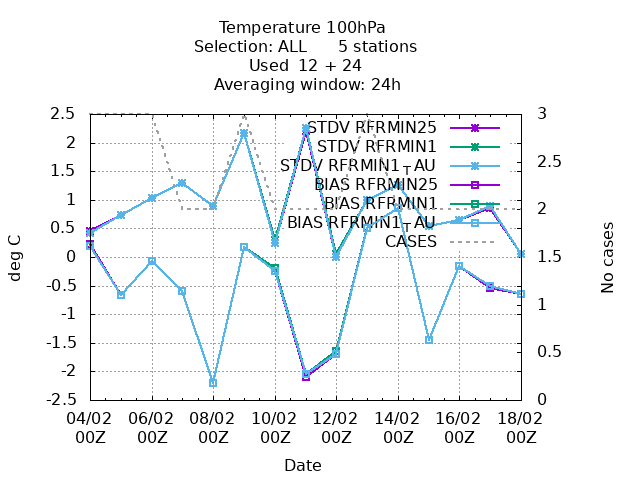 Temperature 100hPa
Selection: ALL 5 stations
Used 12 + 24
Averaging window: 24h
2.5
2
1.5
1
0.5
0
-0.5
-1
-1.5
-2
-2.5
deg C
3
2.5
2
1.5
1
0.5
0
No cases
STDV RFRMIN25
STDV RFRMIN1
STDV RFRMIN1-AU
BIAS RFRMIN25
BIAS RFRMIN1
BIAS RFRMIN1-AU
CASES
04/02 06/02 08/02 10/02 12/02 14/02 16/02 18/02
00Z 00Z 00Z 00Z 00Z 00Z 00Z 00Z
Date